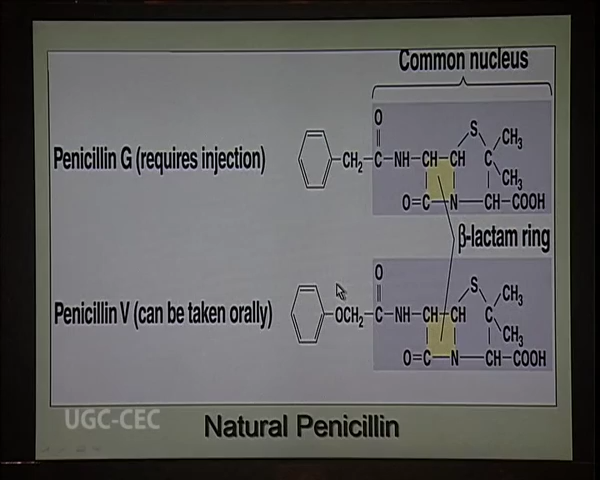 Common nucleus
Penicillin G (requires injection)
O
S
CH3
CH2 C NH CH CH C
CH3
O=C N CH COOH
β-lactam ring
Penicillin V (can be taken orally)
O
S
CH3
OCH2 C NH CH CH C
CH3
O=C N CH COOH
UGC-CEC
Natural Penicillin